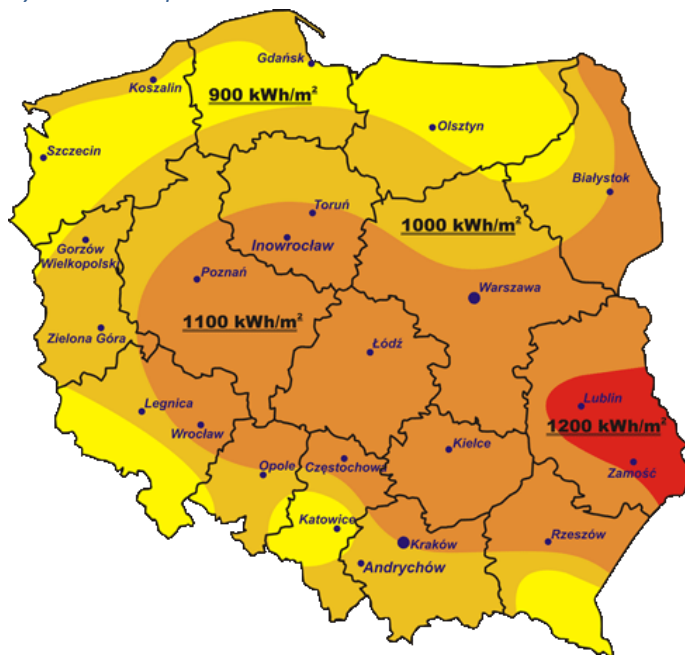 Gdańsk
Koszalin
900 kWh/m²
Olsztyn
Szczecin
Białystok
Toruń
1000 kWh/m²
Gorzów
Wielkopolski
Inowrocław
Poznań
Warszawa
1100 kWh/m²
Zielona Góra
Łódź
Legnica
Lublin
Wrocław
1200 kWh/m²
Kielce
Opole
Częstochowa
Zamość
Katowice
Kraków
Rzeszów
Andrychów